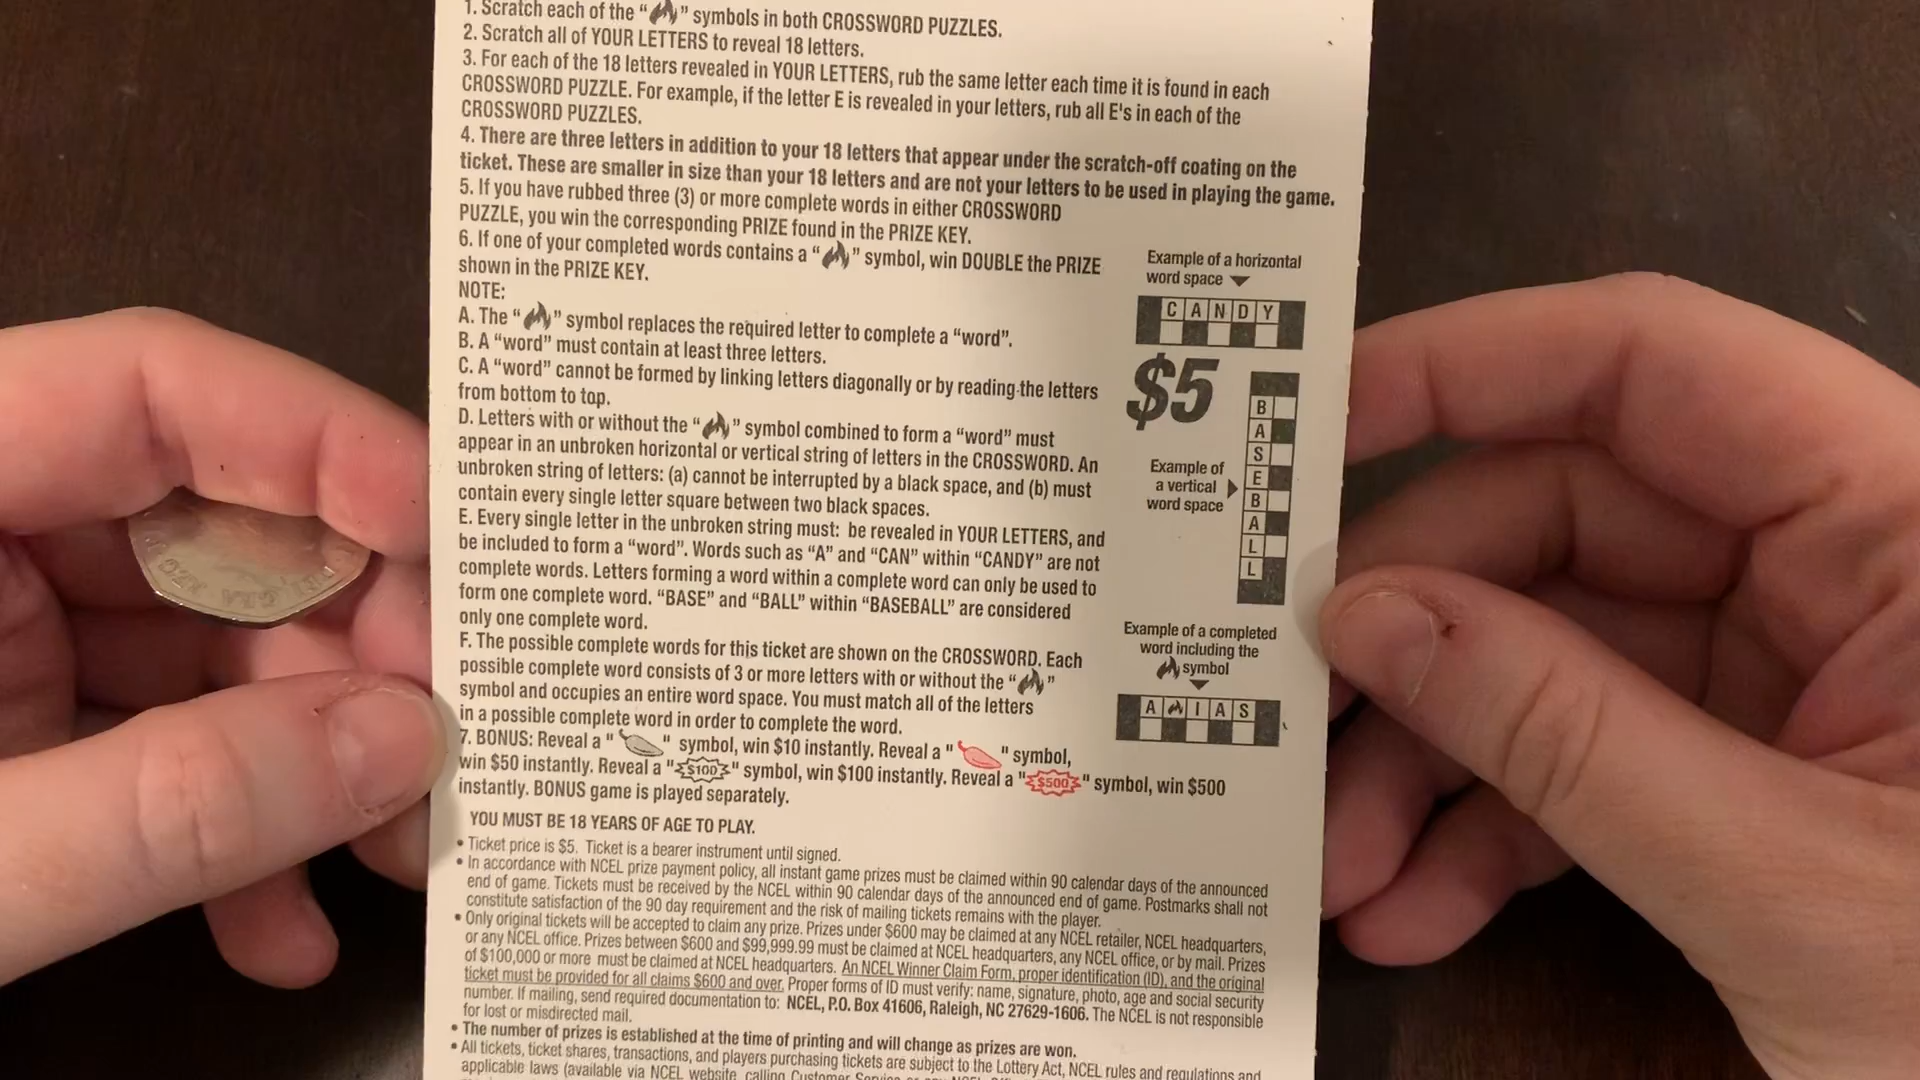 1. Scratch each of the " " symbols in both CROSSWORD PUZZLES.
2. Scratch all of YOUR LETTERS to reveal 18 letters.
3. For each of the 18 letters revealed in YOUR LETTERS, rub the same letter each time it is found in each
CROSSWORD PUZZLE. For example, if the letter E is revealed in your letters, rub all E's in each of the
CROSSWORD PUZZLES.
4. There are three letters in addition to your 18 letters that appear under the scratch-off coating on the
ticket. These are smaller in size than your 18 letters and are not your letters to be used in playing the game.
5. If you have rubbed three (3) or more complete words in either CROSSWORD
PUZZLE, you win the corresponding PRIZE found in the PRIZE KEY.
6. If one of your completed words contains a " " symbol, win DOUBLE the PRIZE
shown in the PRIZE KEY.
NOTE:
A. The " " symbol replaces the required letter to complete a "word".
B. A "word" must contain at least three letters.
C. A "word" cannot be formed by linking letters diagonally or by reading the letters
from bottom to top.
D. Letters with or without the " " symbol combined to form a "word" must
appear in an unbroken horizontal or vertical string of letters in the CROSSWORD. An
unbroken string of letters: (a) cannot be interrupted by a black space, and (b) must
contain every single letter square between two black spaces.
E. Every single letter in the unbroken string must: be revealed in YOUR LETTERS, and
be included to form a "word". Words such as "A" and "CAN" within "CANDY" are not
complete words. Letters forming a word within a complete word can only be used to
form one complete word. "BASE" and "BALL" within "BASEBALL" are considered
only one complete word.
F. The possible complete words for this ticket are shown on the CROSSWORD. Each
possible complete word consists of 3 or more letters with or without the " "
symbol and occupies an entire word space. You must match all of the letters
in a possible complete word in order to complete the word.
Example of a horizontal
word space
CANDY
$5
Example of
a vertical
word space
B
A
S
E
B
A
L
L
Example of a completed
word including the
symbol
A IAS
7. BONUS: Reveal a " " symbol, win $10 instantly. Reveal a " " symbol,
win $50 instantly. Reveal a "$100" symbol, win $100 instantly. Reveal a "$500" symbol, win $500
instantly. BONUS game is played separately.
YOU MUST BE 18 YEARS OF AGE TO PLAY.
• Ticket price is $5. Ticket is a bearer instrument until signed.
• In accordance with NCEL prize payment policy, all instant game prizes must be claimed within 90 calendar days of the announced
end of game. Tickets must be received by the NCEL within 90 calendar days of the announced end of game. Postmarks shall not
constitute satisfaction of the 90 day requirement and the risk of mailing tickets remains with the player.
• Only original tickets will be accepted to claim any prize. Prizes under $600 may be claimed at any NCEL retailer, NCEL headquarters,
or any NCEL office. Prizes between $600 and $99,999.99 must be claimed at NCEL headquarters, any NCEL office, or by mail. Prizes
of $100,000 or more must be claimed at NCEL headquarters. An NCEL Winner Claim Form, proper identification (ID), and the original
ticket must be provided for all claims $600 and over. Proper forms of ID must verify: name, signature, photo, age and social security
number. If mailing, send required documentation to: NCEL, P.O. Box 41606, Raleigh, NC 27629-1606. The NCEL is not responsible
for lost or misdirected mail.
• The number of prizes is established at the time of printing and will change as prizes are won.
• All tickets, ticket shares, transactions, and players purchasing tickets are subject to the Lottery Act, NCEL rules and regulations and
applicable laws (available via NCEL website, calling Customer Service